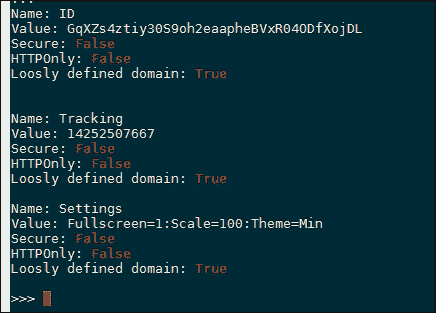 ...
Name: ID
Value: GqXZs4ztiy30S9oh2eaapheBVxR04ODfXojDL
Secure: False
HTTPOnly: False
Loosly defined domain: True
Name: Tracking
Value: 14252507667
Secure: False
HTTPOnly: False
Loosly defined domain: True
Name: Settings
Value: Fullscreen=1:Scale=100:Theme=Min
Secure: False
HTTPOnly: False
Loosly defined domain: True
>>>